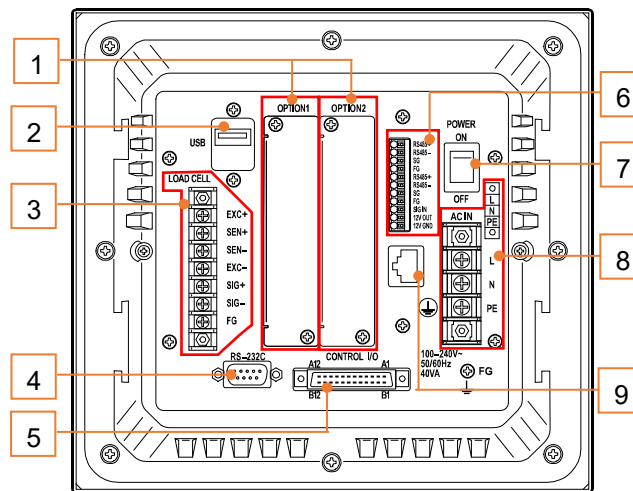 1
2
3
4
5
6
7
8
9
OPTION1
OPTION2
USB
LOAD CELL
EXC+
SEN+
SEN−
EXC−
SIG+
SIG−
FG
RS−232C
CONTROL I/O
A12
A1
B12
B1
RS485+
RS485−
SG
FG
RS485+
RS485−
SG
FG
SIG IN
12V OUT
12V GND
POWER
ON
OFF
L
N
PE
AC IN
L
N
PE
100−240V~
50/60Hz
40VA
FG